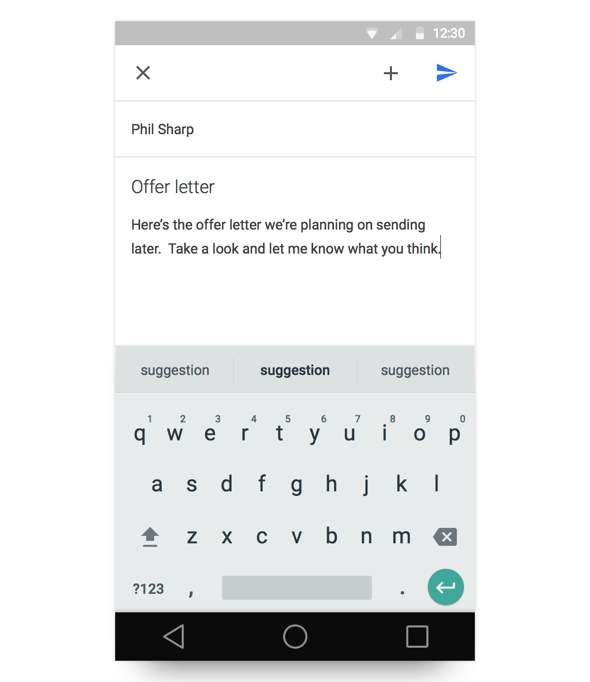 12:30
Phil Sharp
Offer letter
Here's the offer letter we're planning on sending
later.  Take a look and let me know what you think.
suggestion suggestion suggestion
1 2 3 4 5 6 7 8 9 0
q w e r t y u i o p
a s d f g h j k l
z x c v b n m
?123 , .